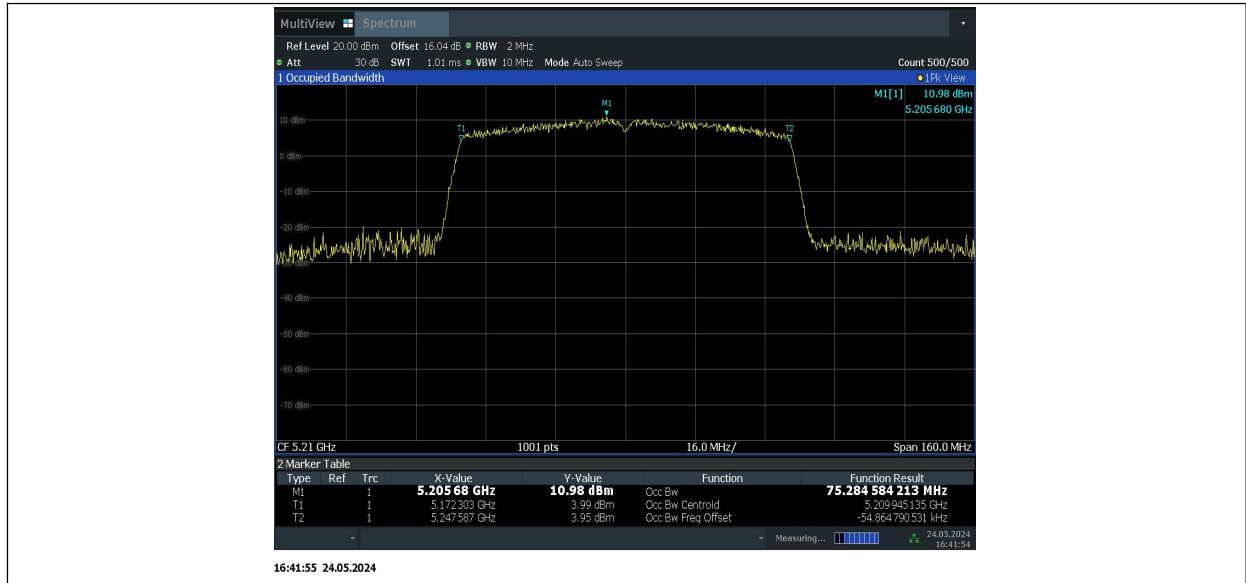 MultiView Spectrum
Ref Level 20.00 dBm Offset 16.04 dB RBW 2 MHz
Att 30 dB SWT 1.01 ms VBW 10 MHz Mode Auto Sweep Count 500/500
1 Occupied Bandwidth 1Pk View
M1[1] 10.98 dBm
5.205 680 GHz
M1
10 dBm
T1
T2
0 dBm
-10 dBm
-20 dBm
-30 dBm
-40 dBm
-50 dBm
-60 dBm
-70 dBm
CF 5.21 GHz 1001 pts 16.0 MHz/ Span 160.0 MHz
2 Marker Table
Type Ref Trc X-Value Y-Value Function Function Result
M1 1 5.205 68 GHz 10.98 dBm Occ Bw 75.284 584 213 MHz
T1 1 5.172 303 GHz 3.99 dBm Occ Bw Centroid 5.209 945 135 GHz
T2 1 5.247 587 GHz 3.95 dBm Occ Bw Freq Offset -54.864 790 531 kHz
Measuring... 24.05.2024
16:41:54
16:41:55 24.05.2024